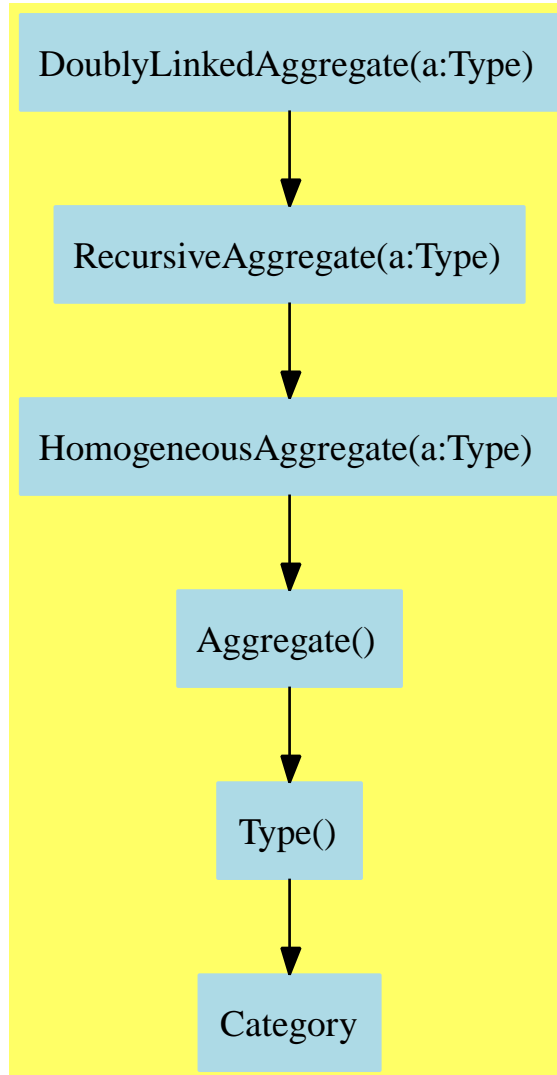 DoublyLinkedAggregate(a:Type)
RecursiveAggregate(a:Type)
HomogeneousAggregate(a:Type)
Aggregate()
Type()
Category